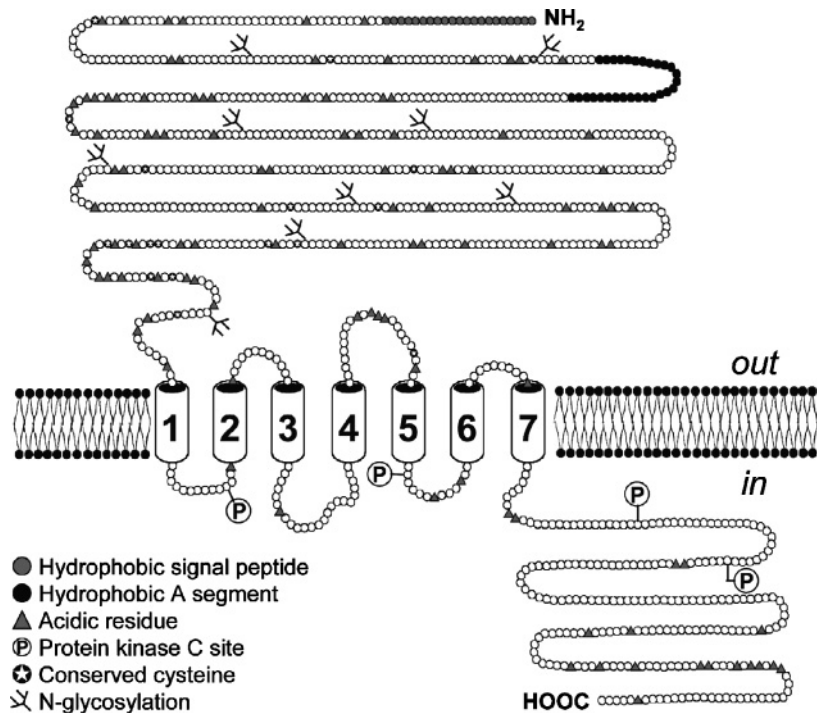 NH2
out
1 2 3 4 5 6 7
P
in
P
P
P
Hydrophobic signal peptide
Hydrophobic A segment
Acidic residue
P Protein kinase C site
Conserved cysteine
N-glycosylation
HOOC